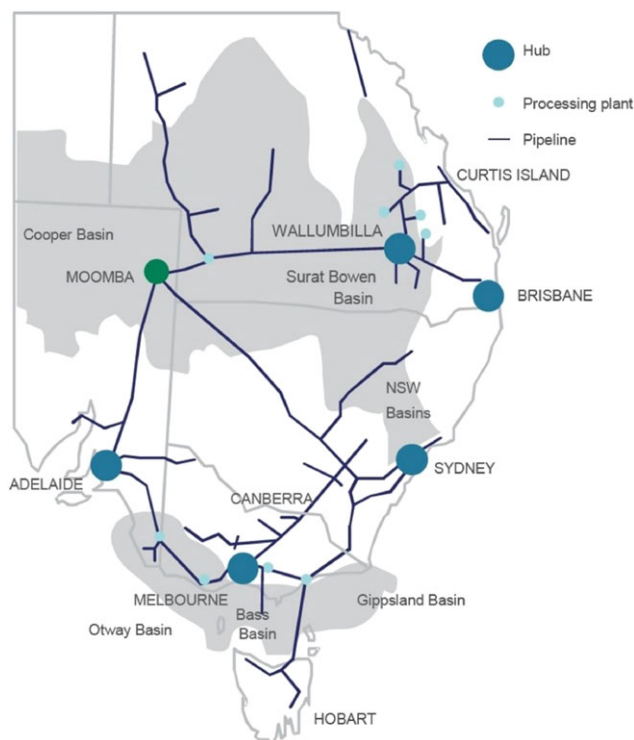 Hub
Processing plant
Pipeline
CURTIS ISLAND
WALLUMBILLA
Cooper Basin
MOOMBA
Surat Bowen
Basin
BRISBANE
NSW
Basins
SYDNEY
ADELAIDE
CANBERRA
MELBOURNE
Gippsland Basin
Bass
Basin
Otway Basin
HOBART